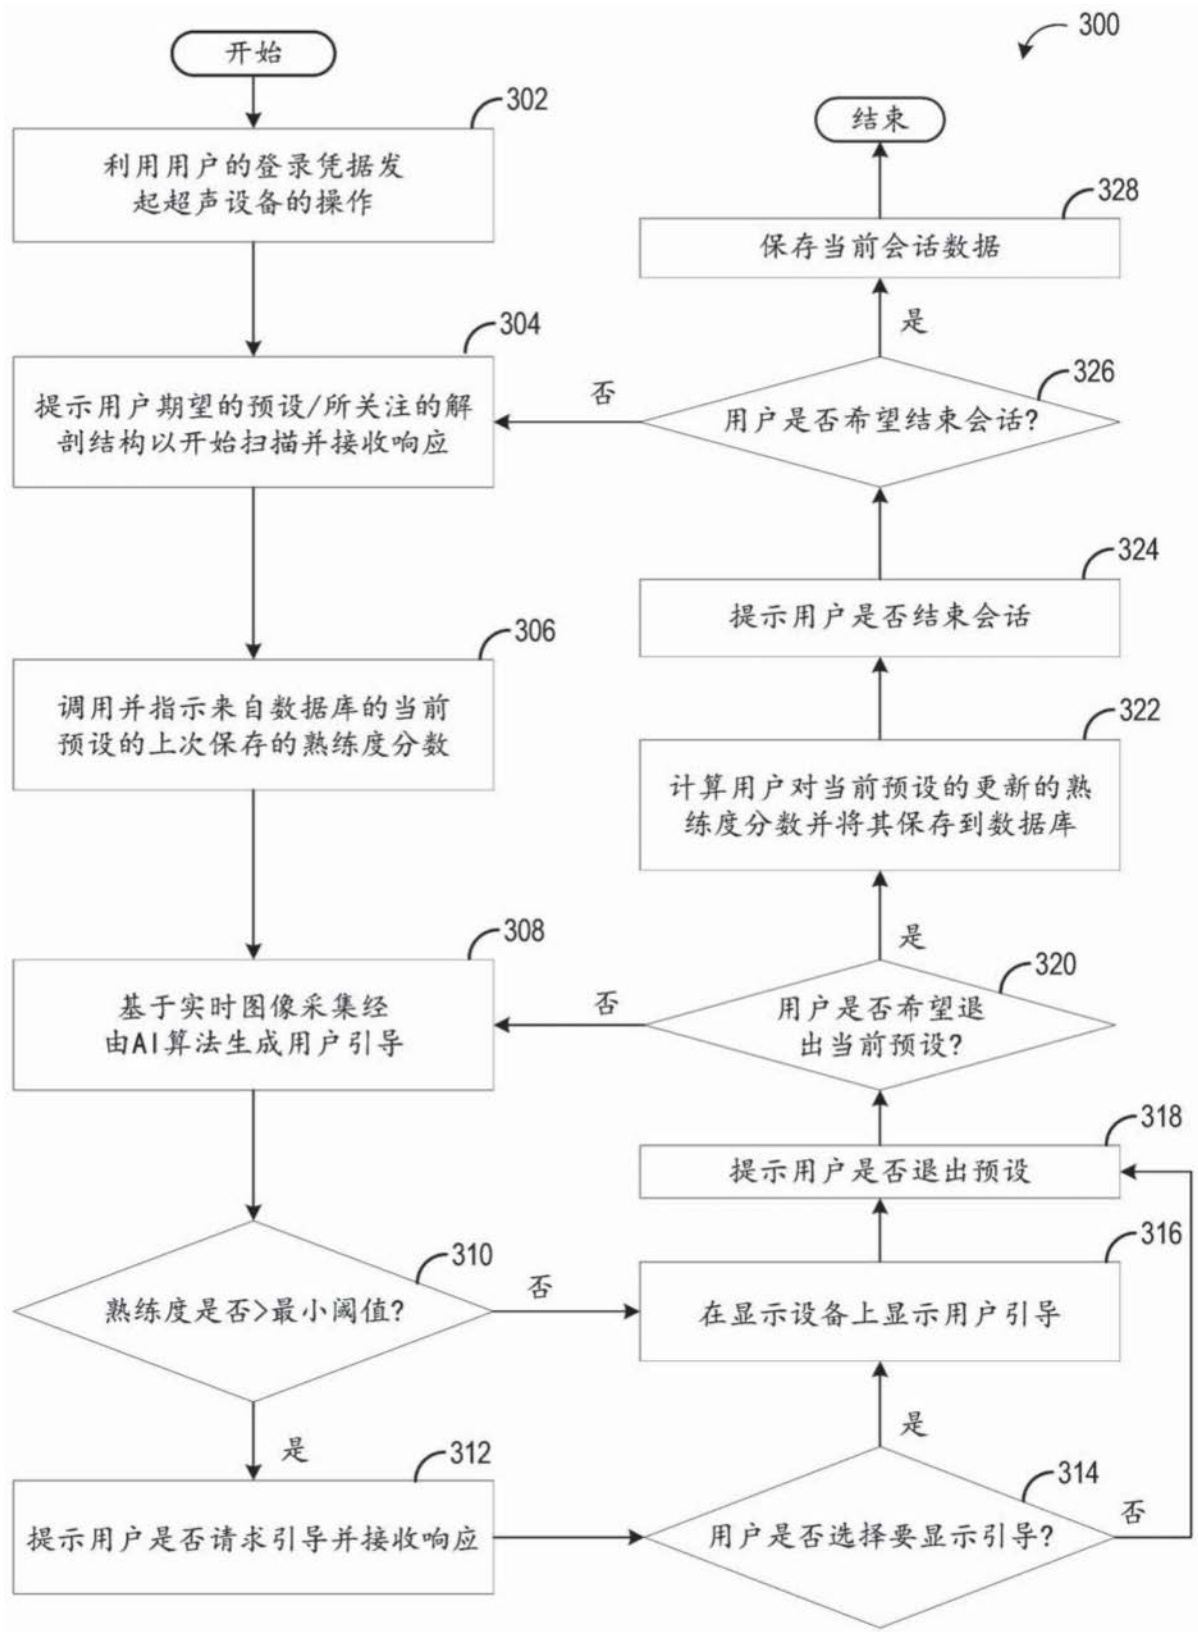 300
开始
302
利用用户的登录凭据发
起超声设备的操作
304
提示用户期望的预设/所关注的解
剖结构以开始扫描并接收响应
306
调用并指示来自数据库的当前
预设的上次保存的熟练度分数
308
基于实时图像采集经
由AI算法生成用户引导
310
熟练度是否>最小阈值?
否
是
312
提示用户是否请求引导并接收响应
314
用户是否选择要显示引导?
否
是
316
在显示设备上显示用户引导
318
提示用户是否退出预设
320
用户是否希望退
出当前预设?
否
是
322
计算用户对当前预设的更新的熟
练度分数并将其保存到数据库
324
提示用户是否结束会话
326
用户是否希望结束会话?
否
是
328
保存当前会话数据
结束